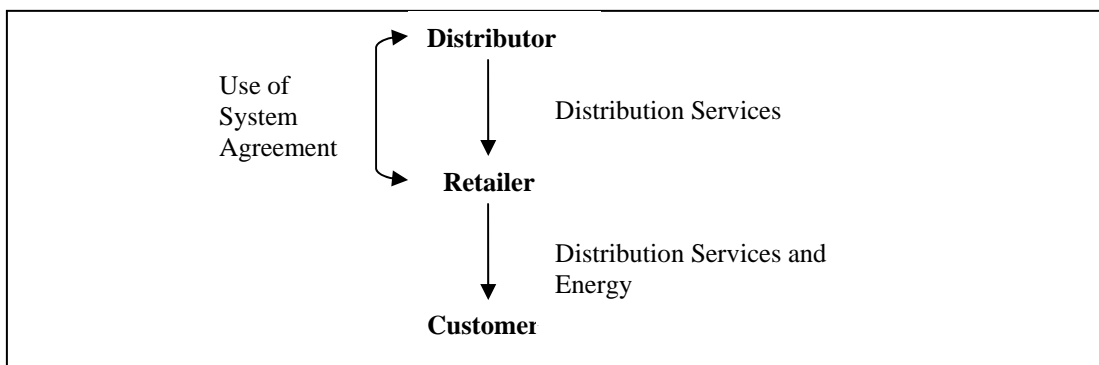 Distributor
Use of
System
Agreement
Distribution Services
Retailer
Distribution Services and
Energy
Customer